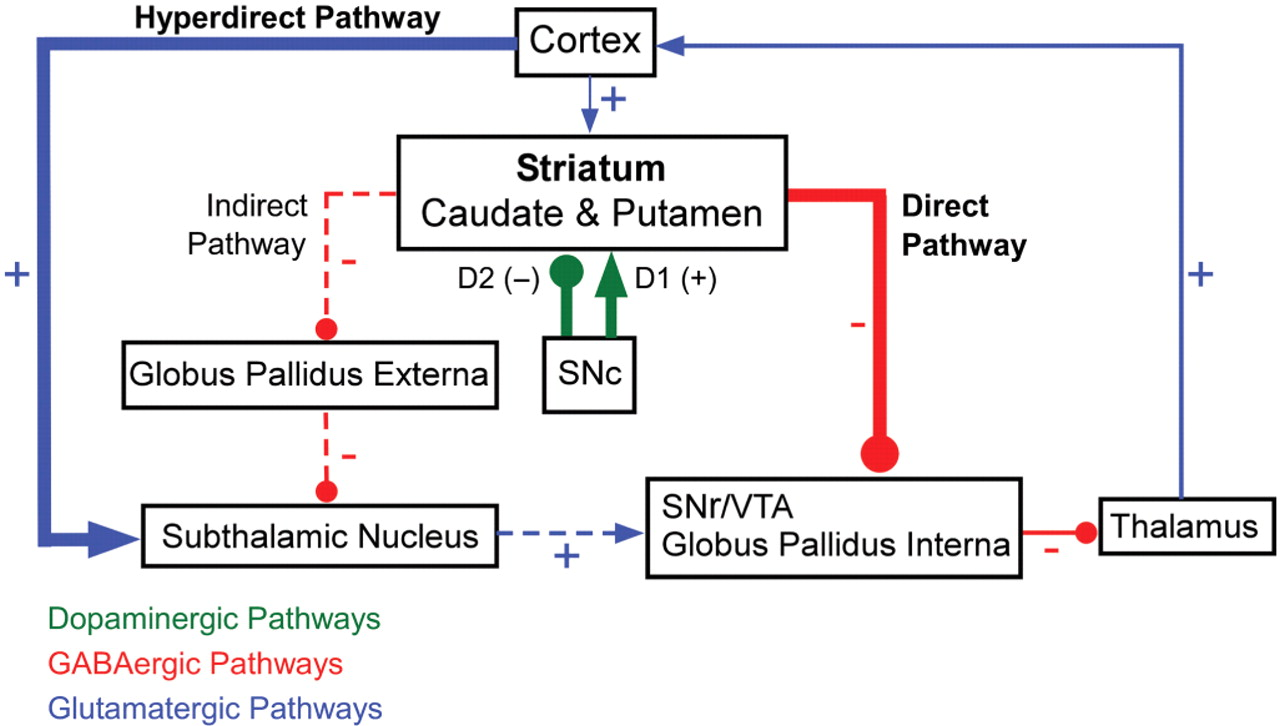 Hyperdirect Pathway
Cortex
+
Striatum
Caudate & Putamen
Indirect
Pathway
-
Direct
Pathway
-
+
+
D2 (–)
D1 (+)
SNc
Globus Pallidus Externa
-
Subthalamic Nucleus
+
SNr/VTA
Globus Pallidus Interna
-
Thalamus
Dopaminergic Pathways
GABAergic Pathways
Glutamatergic Pathways